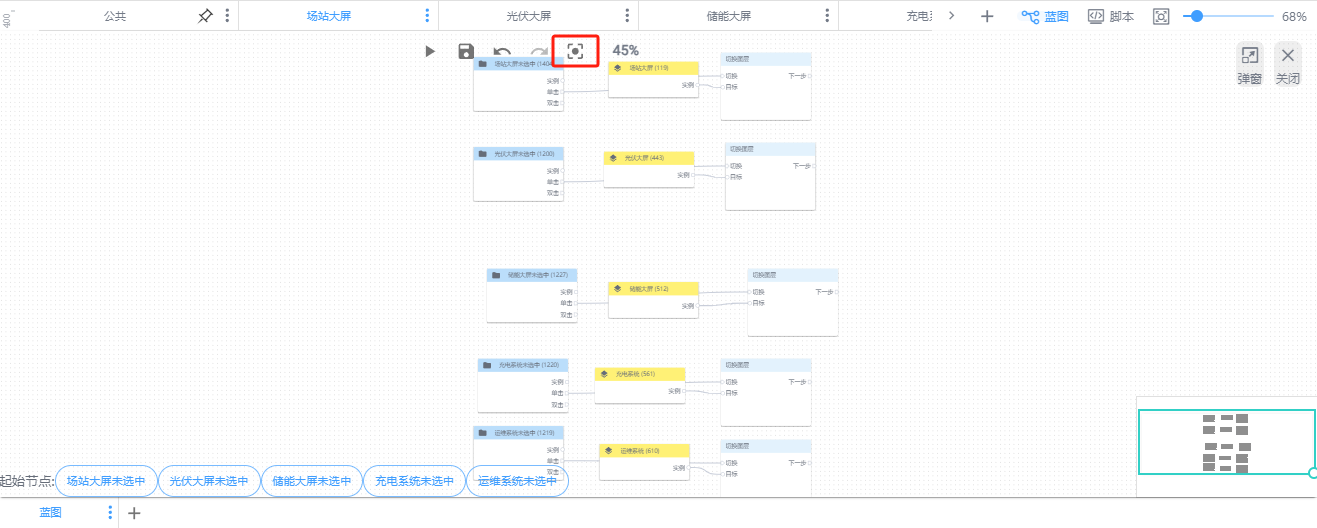 公共
场站大屏
光伏大屏
储能大屏
充电
蓝图
脚本
68%
400
45%
弹窗
关闭
场站大屏未选中 (1404
实例
单击
双击
场站大屏 (119)
实例
切换图层
切换
目标
下一步
光伏大屏未选中 (1200)
实例
单击
双击
光伏大屏 (443)
实例
切换图层
切换
目标
下一步
储能大屏未选中 (1227)
实例
单击
双击
储能大屏 (512)
实例
切换图层
切换
目标
下一步
充电系统未选中 (1220)
实例
单击
双击
充电系统 (561)
实例
切换图层
切换
目标
下一步
运维系统未选中 (1219)
实例
单击
双击
运维系统 (610)
实例
切换图层
切换
目标
下一步
起始节点:
场站大屏未选中
光伏大屏未选中
储能大屏未选中
充电系统未选中
运维系统未选中
蓝图